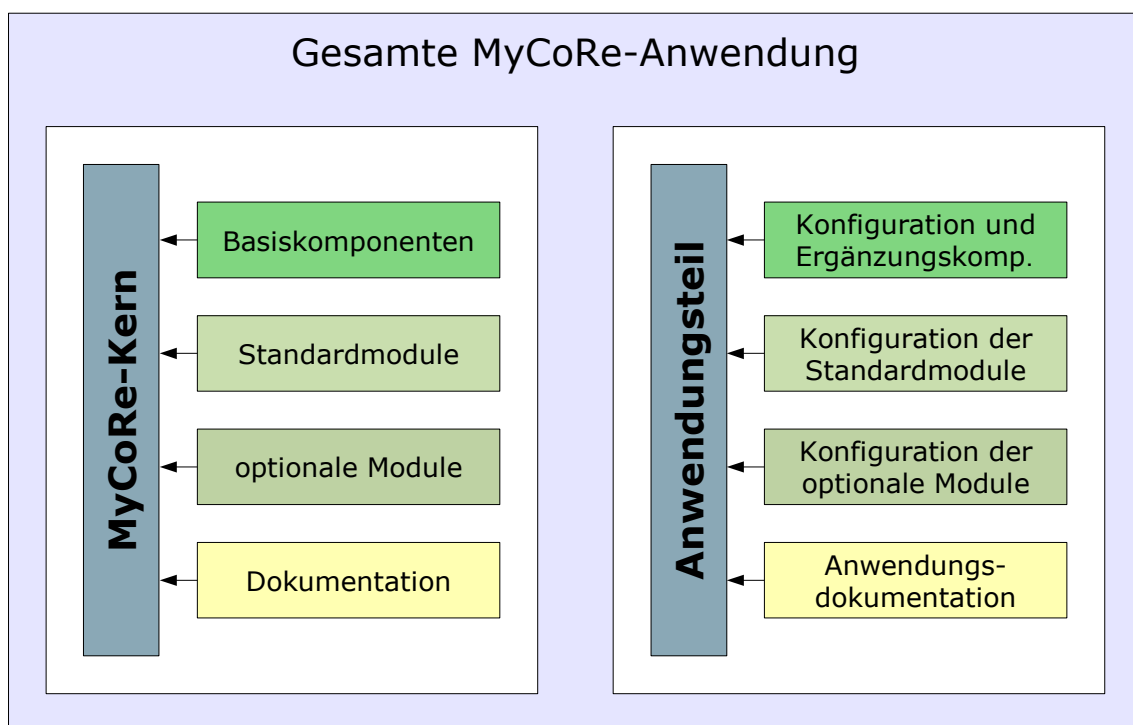 Gesamte MyCoRe-Anwendung
MyCoRe-Kern
Basiskomponenten
Standardmodule
optionale Module
Dokumentation
Anwendungsteil
Konfiguration und
Ergänzungskomp.
Konfiguration der
Standardmodule
Konfiguration der
optionale Module
Anwendungs-
dokumentation